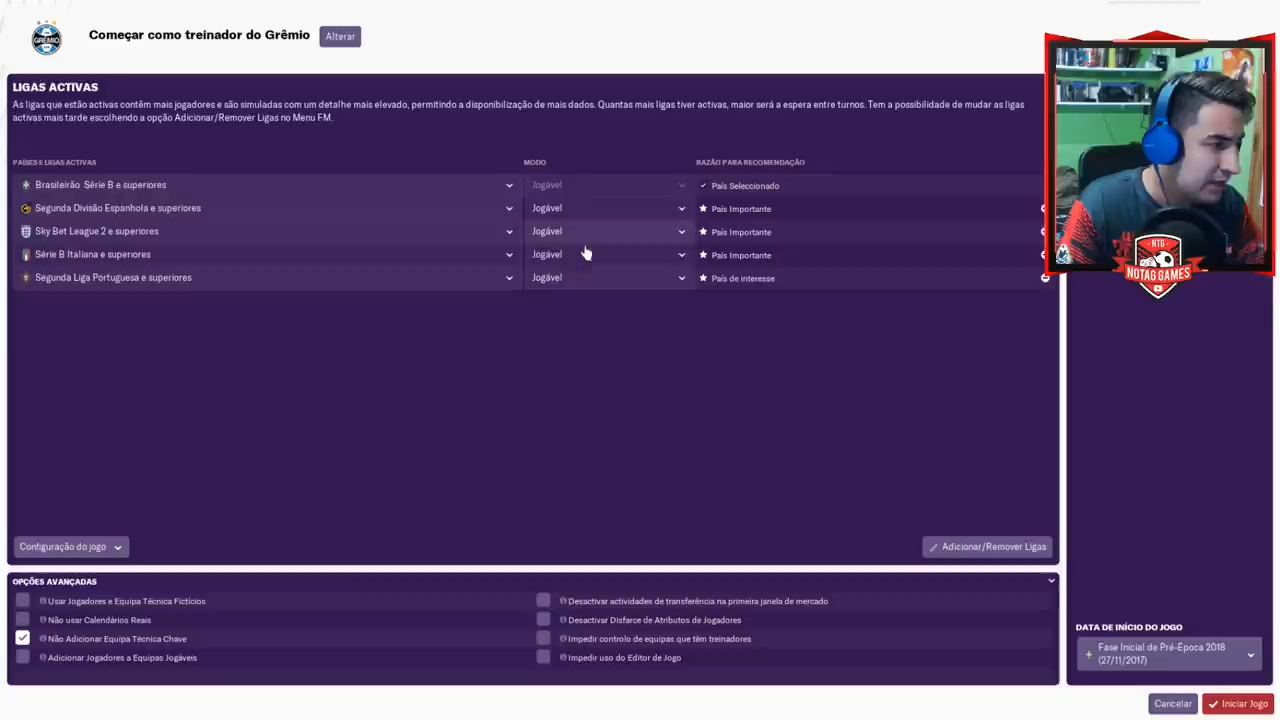 GRÊMIO
Começar como treinador do Grêmio
Alterar
LIGAS ACTIVAS
As ligas que estão activas contêm mais jogadores e são simuladas com um detalhe mais elevado, permitindo a disponibilização de mais dados. Quantas mais ligas tiver activas, maior será a espera entre turnos. Tem a possibilidade de mudar as ligas
activas mais tarde escolhendo a opção Adicionar/Remover Ligas no Menu FM.
PAÍSES E LIGAS ACTIVAS MODO RAZÃO PARA RECOMENDAÇÃO
Brasileirão Série B e superiores Jogável País Seleccionado
Segunda Divisão Espanhola e superiores Jogável País Importante
Sky Bet League 2 e superiores Jogável País Importante
Série B Italiana e superiores Jogável País Importante
Segunda Liga Portuguesa e superiores Jogável País de interesse
NTG
NOTAG GAMES
Configuração do jogo
Adicionar/Remover Ligas
OPÇÕES AVANÇADAS
Usar Jogadores e Equipa Técnica Fictícios
Não usar Calendários Reais
Não Adicionar Equipa Técnica Chave
Adicionar Jogadores a Equipas Jogáveis
Desactivar actividades de transferência na primeira janela de mercado
Desactivar Disfarce de Atributos de Jogadores
Impedir controlo de equipas que têm treinadores
Impedir uso do Editor de Jogo
DATA DE INÍCIO DO JOGO
Fase Inicial de Pré-Época 2018
(27/11/2017)
Cancelar
Iniciar Jogo